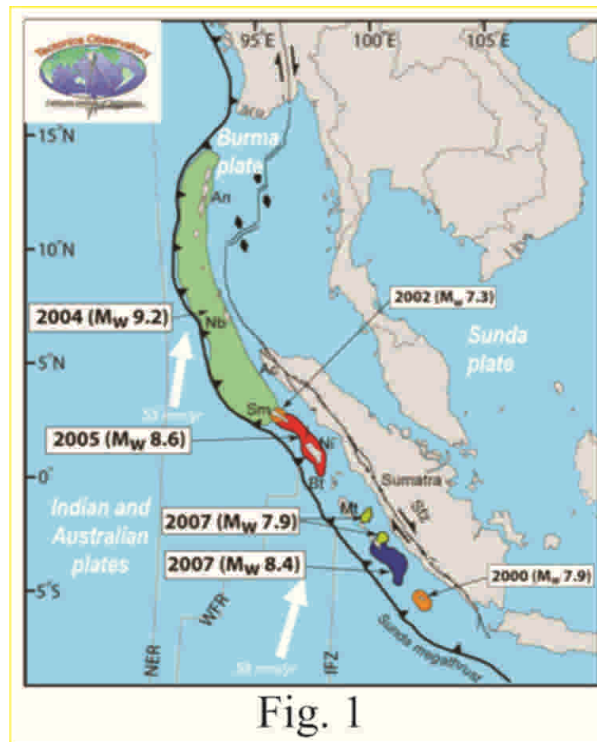 Tectonics Observatory
95°E
100°E
105°E
15°N
Burma
plate
An
10°N
2002 (Mw 7.3)
2004 (Mw 9.2)
Nb
Sunda
plate
5°N
Ac
Sm
2005 (Mw 8.6)
Ni
0°
Bt
Sumatra
Indian and
Australian
plates
Mt
Sfz
2007 (Mw 7.9)
2007 (Mw 8.4)
2000 (Mw 7.9)
5°S
WFR
NER
IFZ
Sunda megathrust
Fig. 1